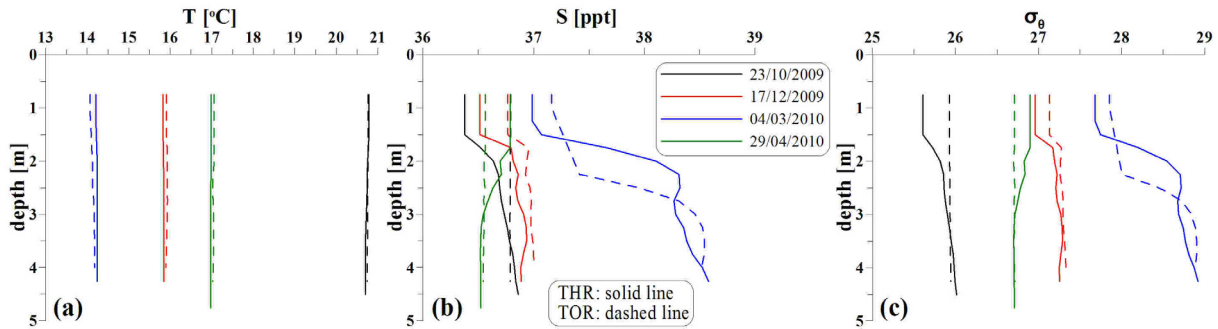 T [°C]
13 14 15 16 17 18 19 20 21
0
1
2
3
4
5
depth [m]
(a)
S [ppt]
36 37 38 39
0
1
2
3
4
5
depth [m]
23/10/2009
17/12/2009
04/03/2010
29/04/2010
THR: solid line
TOR: dashed line
(b)
σθ
25 26 27 28 29
0
1
2
3
4
5
depth [m]
(c)